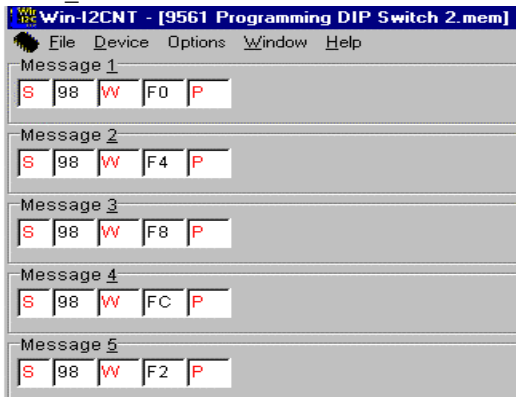 Win-I2CNT - [9561 Programming DIP Switch 2.mem]
File Device Options Window Help
Message 1
S 98 W F0 P
Message 2
S 98 W F4 P
Message 3
S 98 W F8 P
Message 4
S 98 W FC P
Message 5
S 98 W F2 P